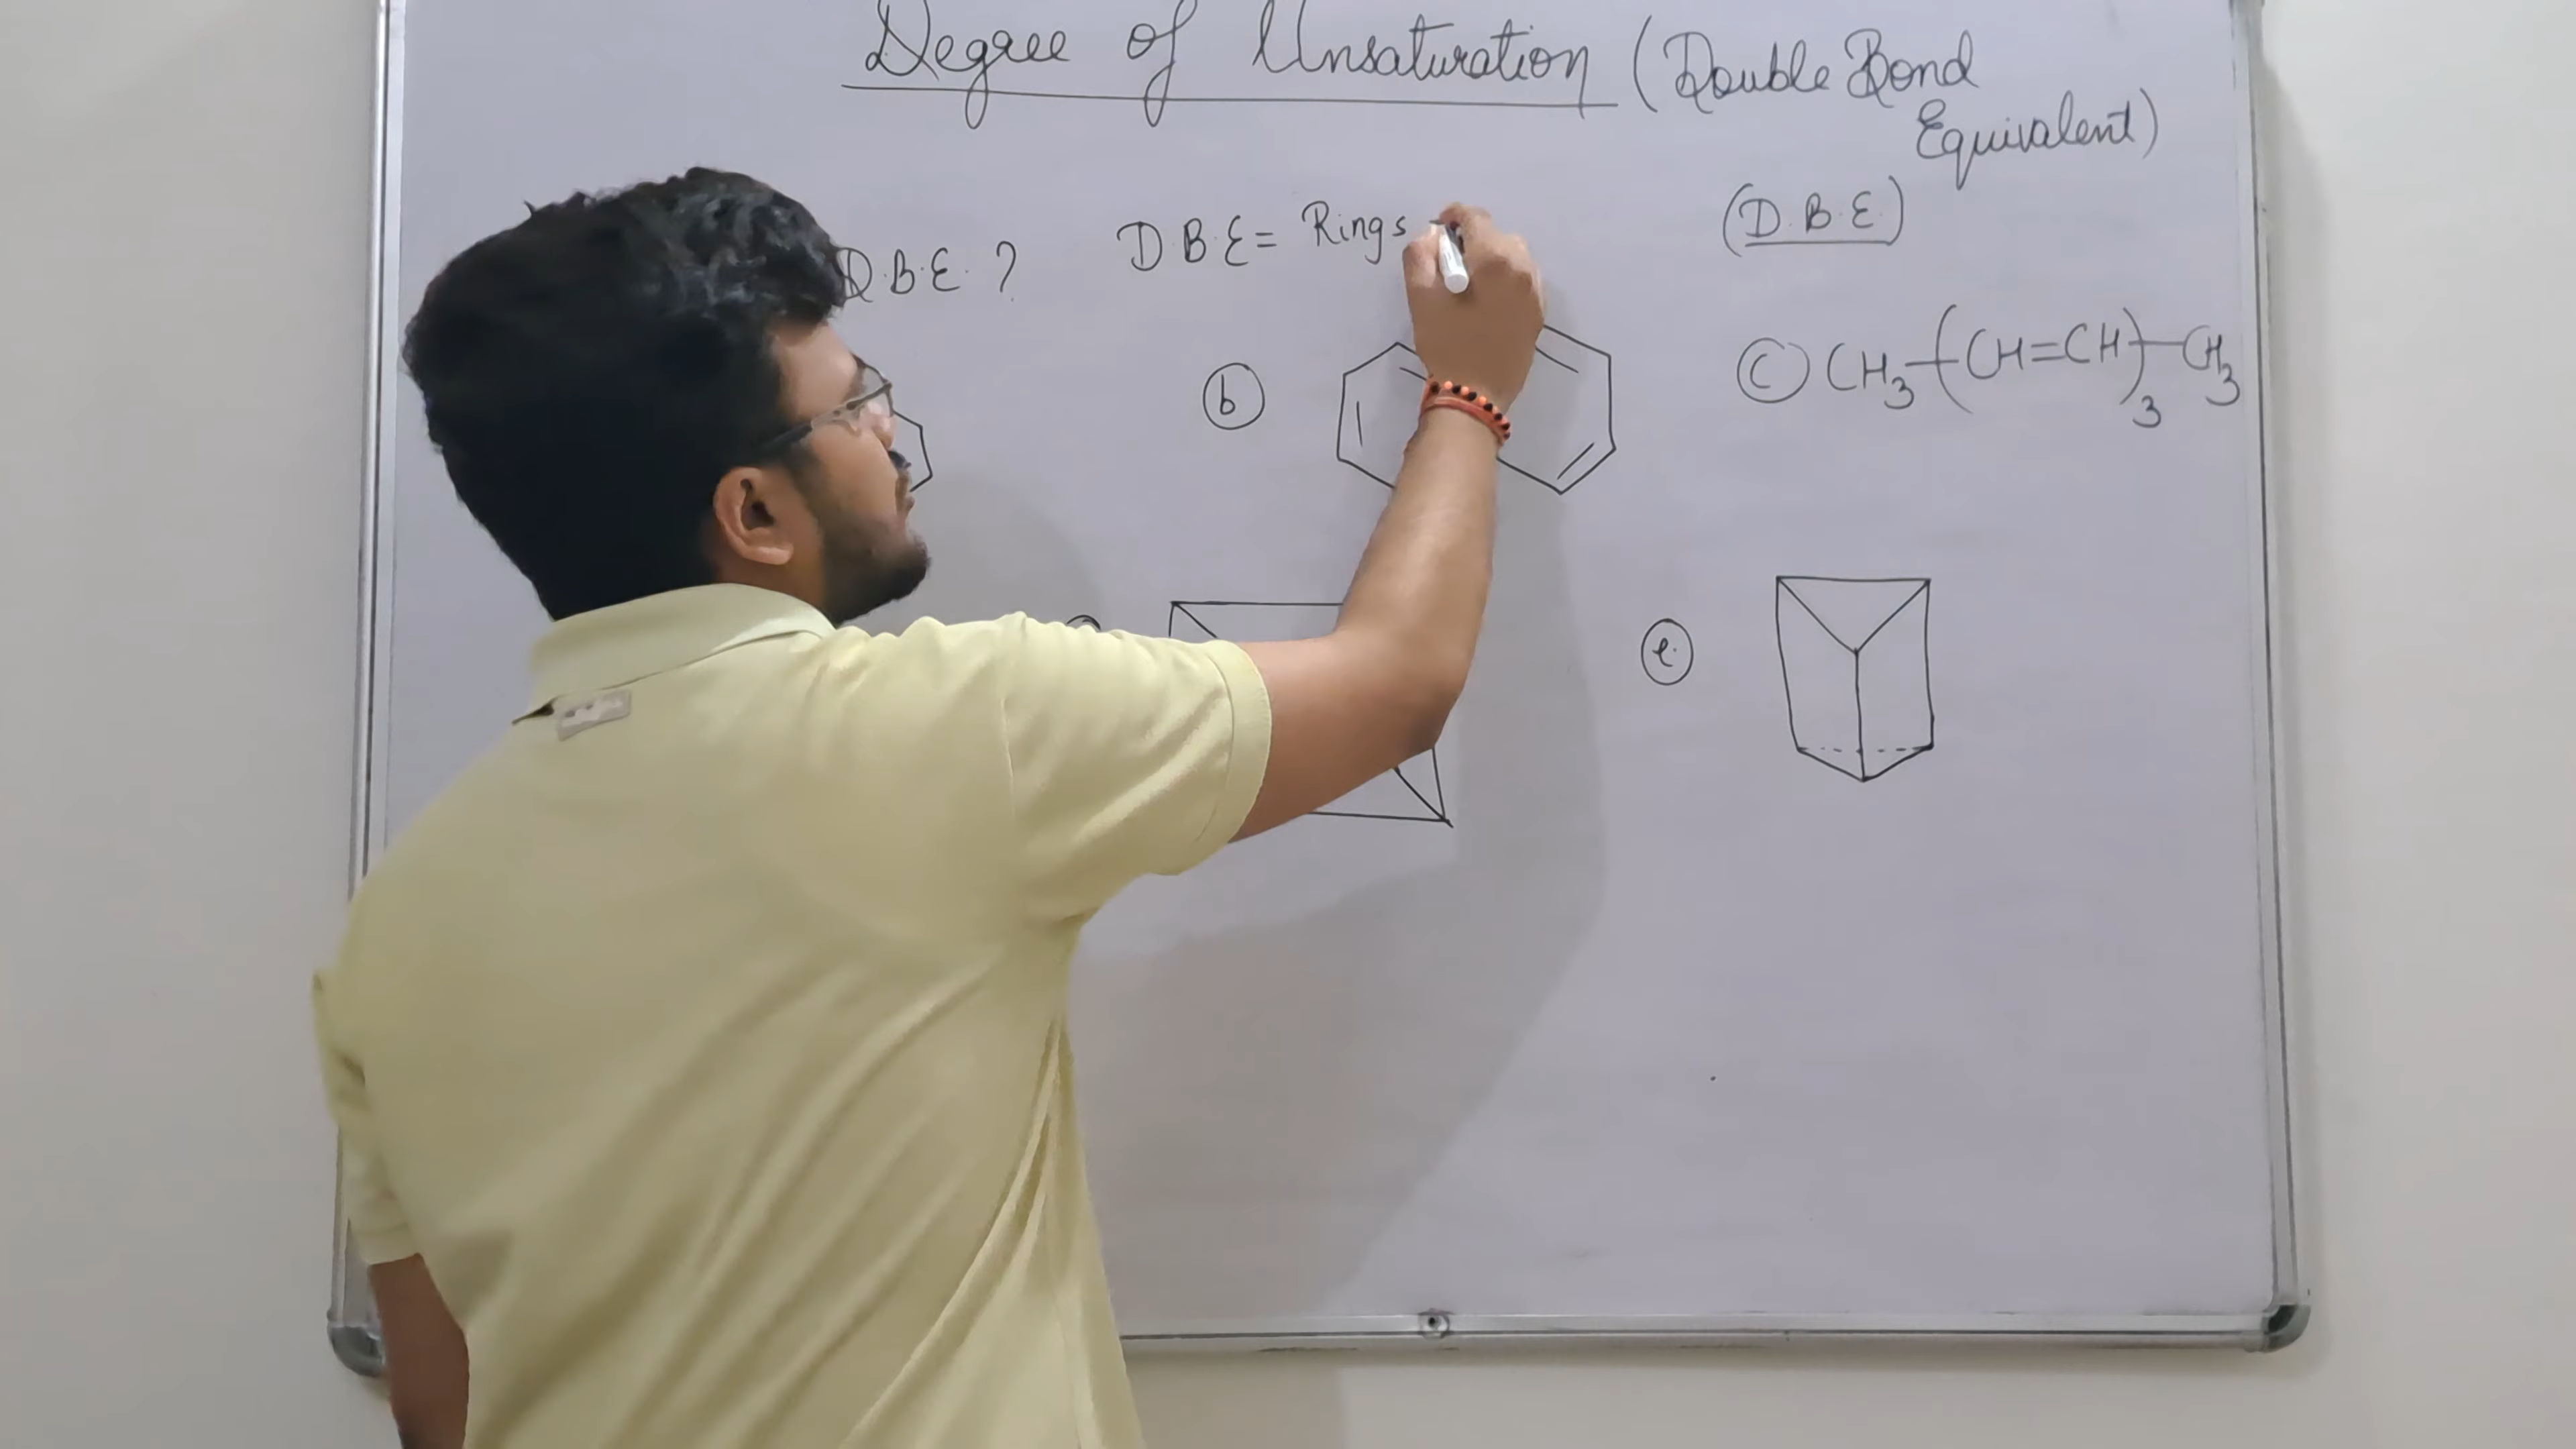 Degree of Unsaturation (Double Bond
Equivalent)
(D.B.E)
D.B.E. ? D.B.E = Rings
b
C CH3-(CH=CH)3-CH3
e.